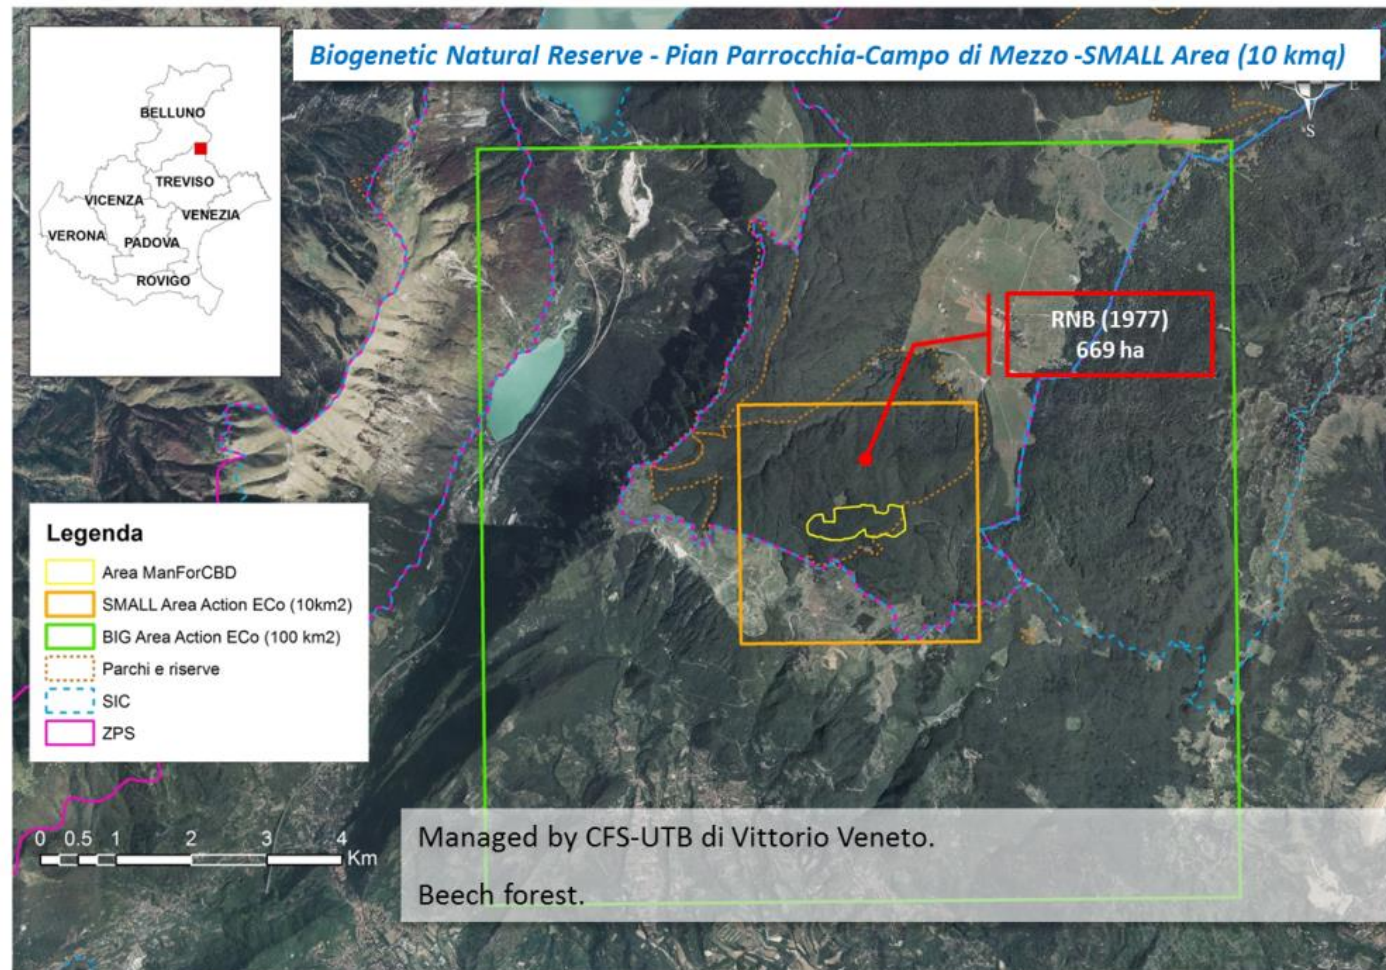 Biogenetic Natural Reserve - Pian Parrocchia-Campo di Mezzo -SMALL Area (10 kmq)
W
E
S
BELLUNO
TREVISO
VICENZA
VENEZIA
VERONA
PADOVA
ROVIGO
RNB (1977)
669 ha
Legenda
Area ManForCBD
SMALL Area Action ECo (10km2)
BIG Area Action ECo (100 km2)
Parchi e riserve
SIC
ZPS
0 0.5 1 2 3 4
Km
Managed by CFS-UTB di Vittorio Veneto.
Beech forest.